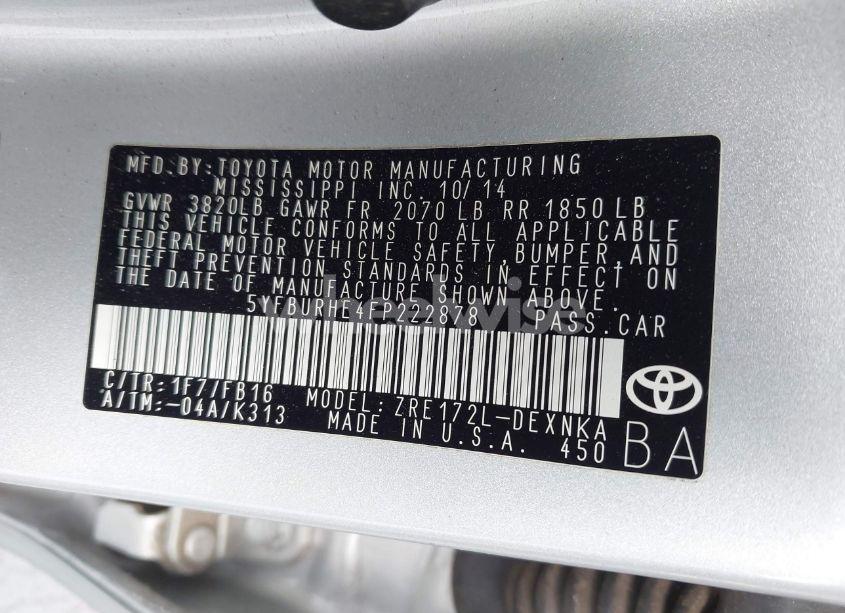 MFD. BY: TOYOTA MOTOR MANUFACTURING
MISSISSIPPI INC. 10/14
GVWR 3820LB GAWR FR 2070 LB RR 1850 LB
THIS VEHICLE CONFORMS TO ALL APPLICABLE
FEDERAL MOTOR VEHICLE SAFETY, BUMPER, AND
THEFT PREVENTION STANDARDS IN EFFECT ON
THE DATE OF MANUFACTURE SHOWN ABOVE.
5YFBURHE4FP222878 PASS. CAR
C/TR: 1F7/FB16 MODEL: ZRE172L-DEXNKA
A/TM: -04A/K313 MADE IN U.S.A. 450
BA